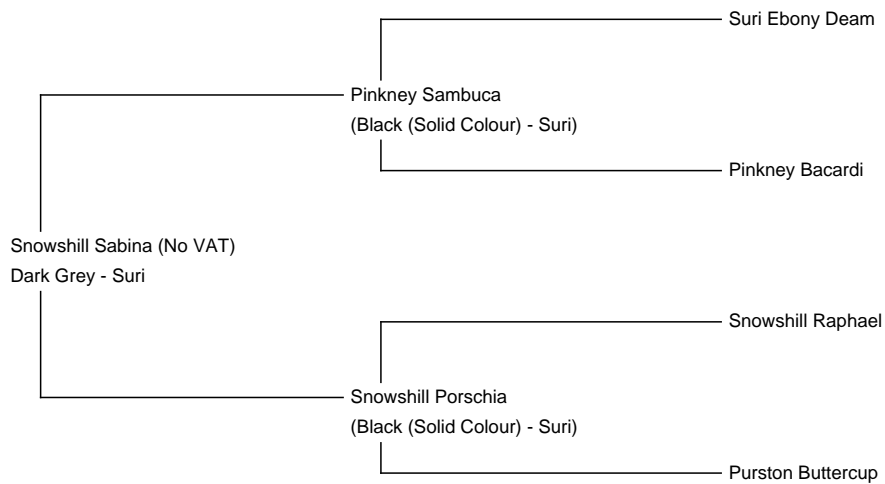 Suri Ebony Deam
Pinkney Sambuca
(Black (Solid Colour) - Suri)
Pinkney Bacardi
Snowshill Sabina (No VAT)
Dark Grey - Suri
Snowshill Raphael
Snowshill Porschia
(Black (Solid Colour) - Suri)
Purston Buttercup